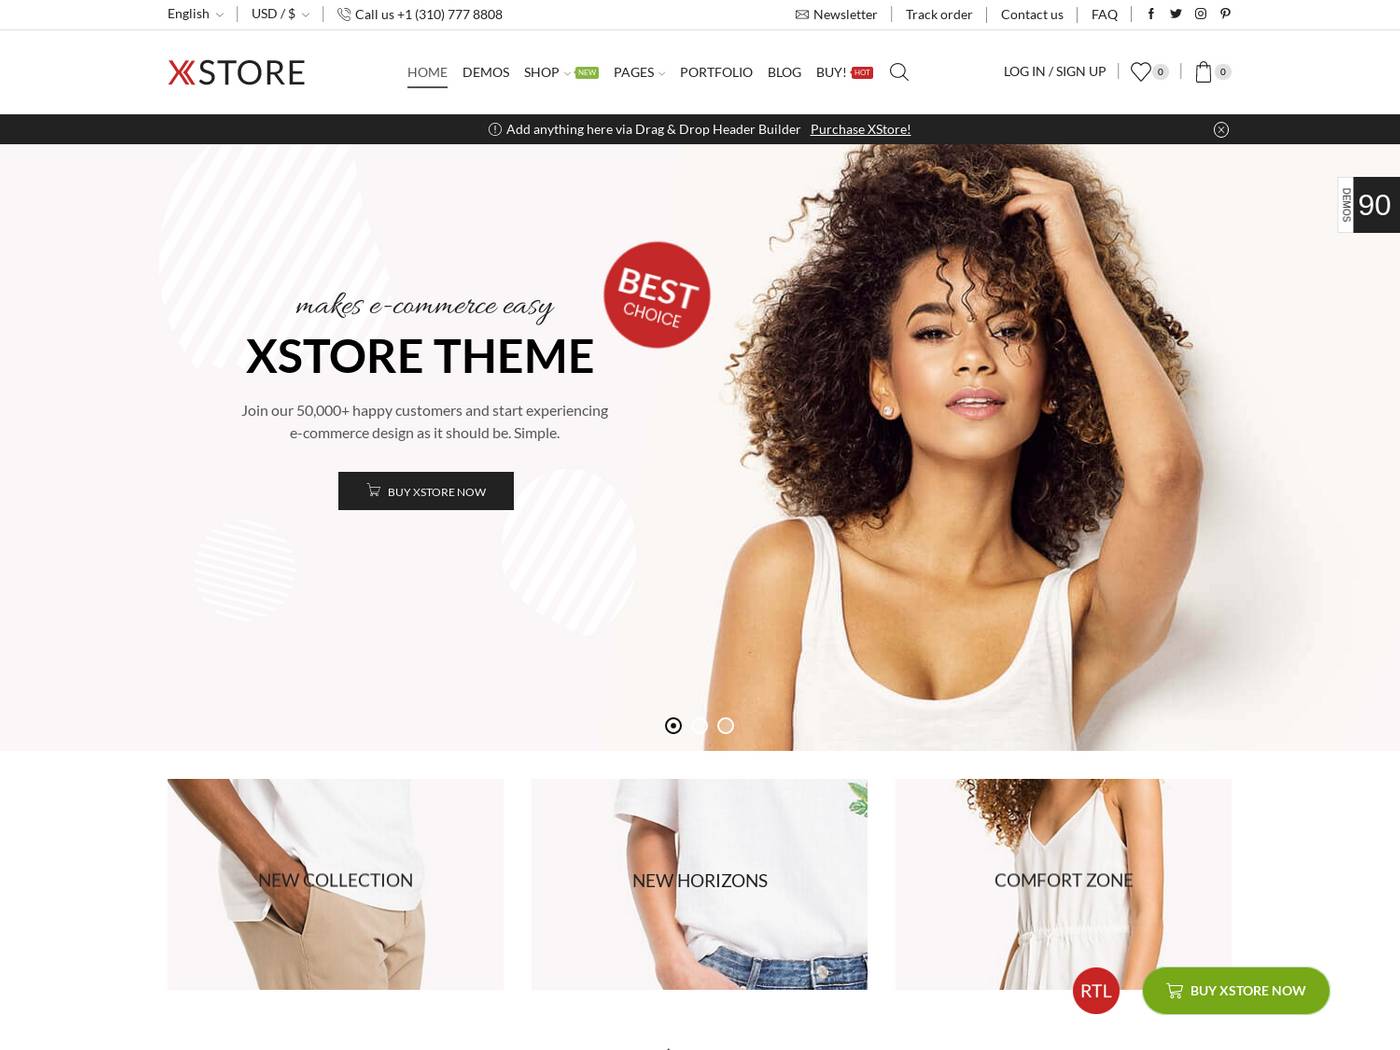 English
USD / $
Call us +1 (310) 777 8808
Newsletter
Track order
Contact us
FAQ
XSTORE
HOME
DEMOS
SHOP
NEW
PAGES
PORTFOLIO
BLOG
BUY!
HOT
LOG IN / SIGN UP
0
0
Add anything here via Drag & Drop Header Builder Purchase XStore!
DEMOS
90
makes e-commerce easy
BEST
CHOICE
XSTORE THEME
Join our 50,000+ happy customers and start experiencing
e-commerce design as it should be. Simple.
BUY XSTORE NOW
NEW COLLECTION
NEW HORIZONS
COMFORT ZONE
RTL
BUY XSTORE NOW